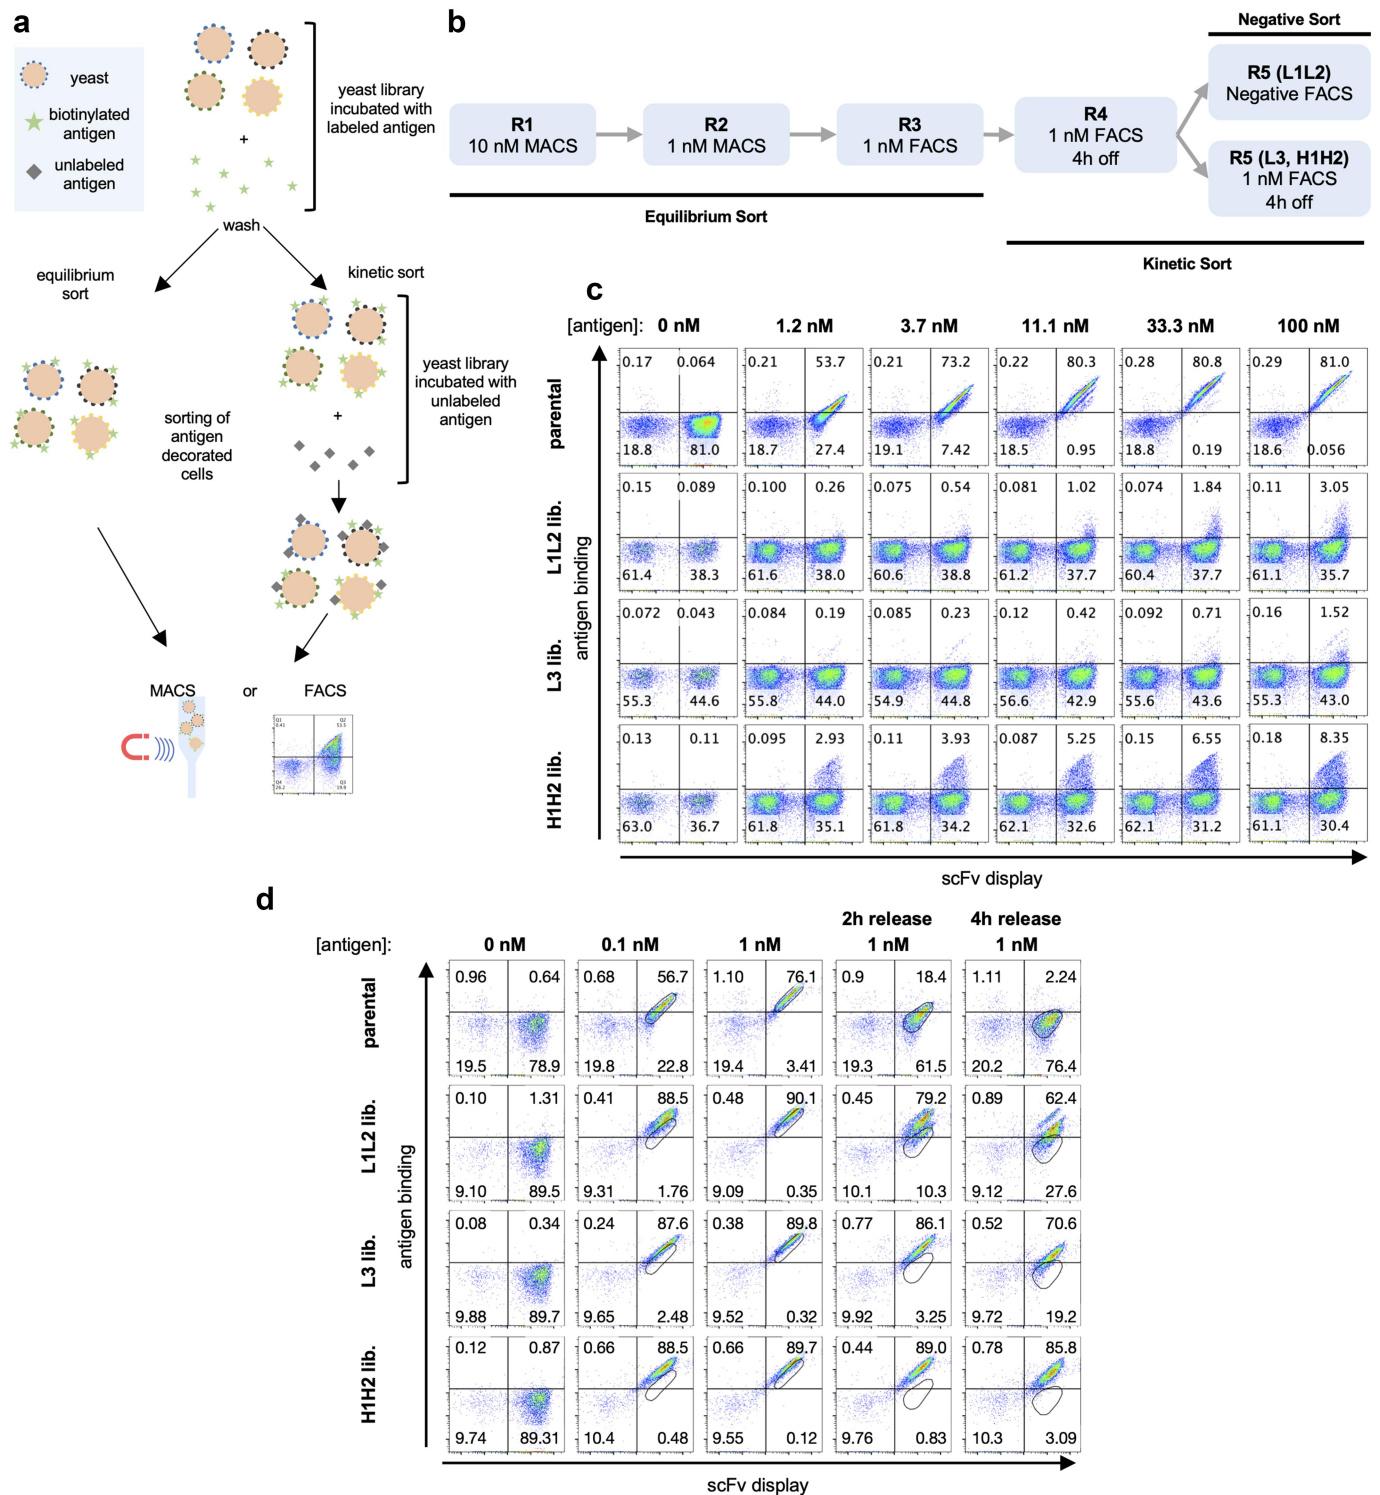 a
yeast
biotinylated
antigen
unlabeled
antigen
+
yeast library
incubated with
labeled antigen
wash
equilibrium
sort
kinetic sort
yeast library
incubated with
unlabeled
antigen
+
sorting of
antigen
decorated
cells
MACS or FACS
b
Negative Sort
R1
10 nM MACS
R2
1 nM MACS
R3
1 nM FACS
R4
1 nM FACS
4h off
R5 (L1L2)
Negative FACS
R5 (L3, H1H2)
1 nM FACS
4h off
Equilibrium Sort
Kinetic Sort
c
[antigen]: 0 nM 1.2 nM 3.7 nM 11.1 nM 33.3 nM 100 nM
parental
0.17 0.064 0.21 53.7 0.21 73.2 0.22 80.3 0.28 80.8 0.29 81.0
18.8 81.0 18.7 27.4 19.1 7.42 18.5 0.95 18.8 0.19 18.6 0.056
L1L2 lib.
0.15 0.089 0.100 0.26 0.075 0.54 0.081 1.02 0.074 1.84 0.11 3.05
61.4 38.3 61.6 38.0 60.6 38.8 61.2 37.7 60.4 37.7 61.1 35.7
L3 lib.
0.072 0.043 0.084 0.19 0.085 0.23 0.12 0.42 0.092 0.71 0.16 1.52
55.3 44.6 55.8 44.0 54.9 44.8 56.6 42.9 55.6 43.6 55.3 43.0
H1H2 lib.
0.13 0.11 0.095 2.93 0.11 3.93 0.087 5.25 0.15 6.55 0.18 8.35
63.0 36.7 61.8 35.1 61.8 34.2 62.1 32.6 62.1 31.2 61.1 30.4
antigen binding
scFv display
d
2h release 4h release
[antigen]: 0 nM 0.1 nM 1 nM 1 nM 1 nM
parental
0.96 0.64 0.68 56.7 1.10 76.1 0.9 18.4 1.11 2.24
19.5 78.9 19.8 22.8 19.4 3.41 19.3 61.5 20.2 76.4
L1L2 lib.
0.10 1.31 0.41 88.5 0.48 90.1 0.45 79.2 0.89 62.4
9.10 89.5 9.31 1.76 9.09 0.35 10.1 10.3 9.12 27.6
L3 lib.
0.08 0.34 0.24 87.6 0.38 89.8 0.77 86.1 0.52 70.6
9.88 89.7 9.65 2.48 9.52 0.32 9.92 3.25 9.72 19.2
H1H2 lib.
0.12 0.87 0.66 88.5 0.66 89.7 0.44 89.0 0.78 85.8
9.74 89.31 10.4 0.48 9.55 0.12 9.76 0.83 10.3 3.09
antigen binding
scFv display